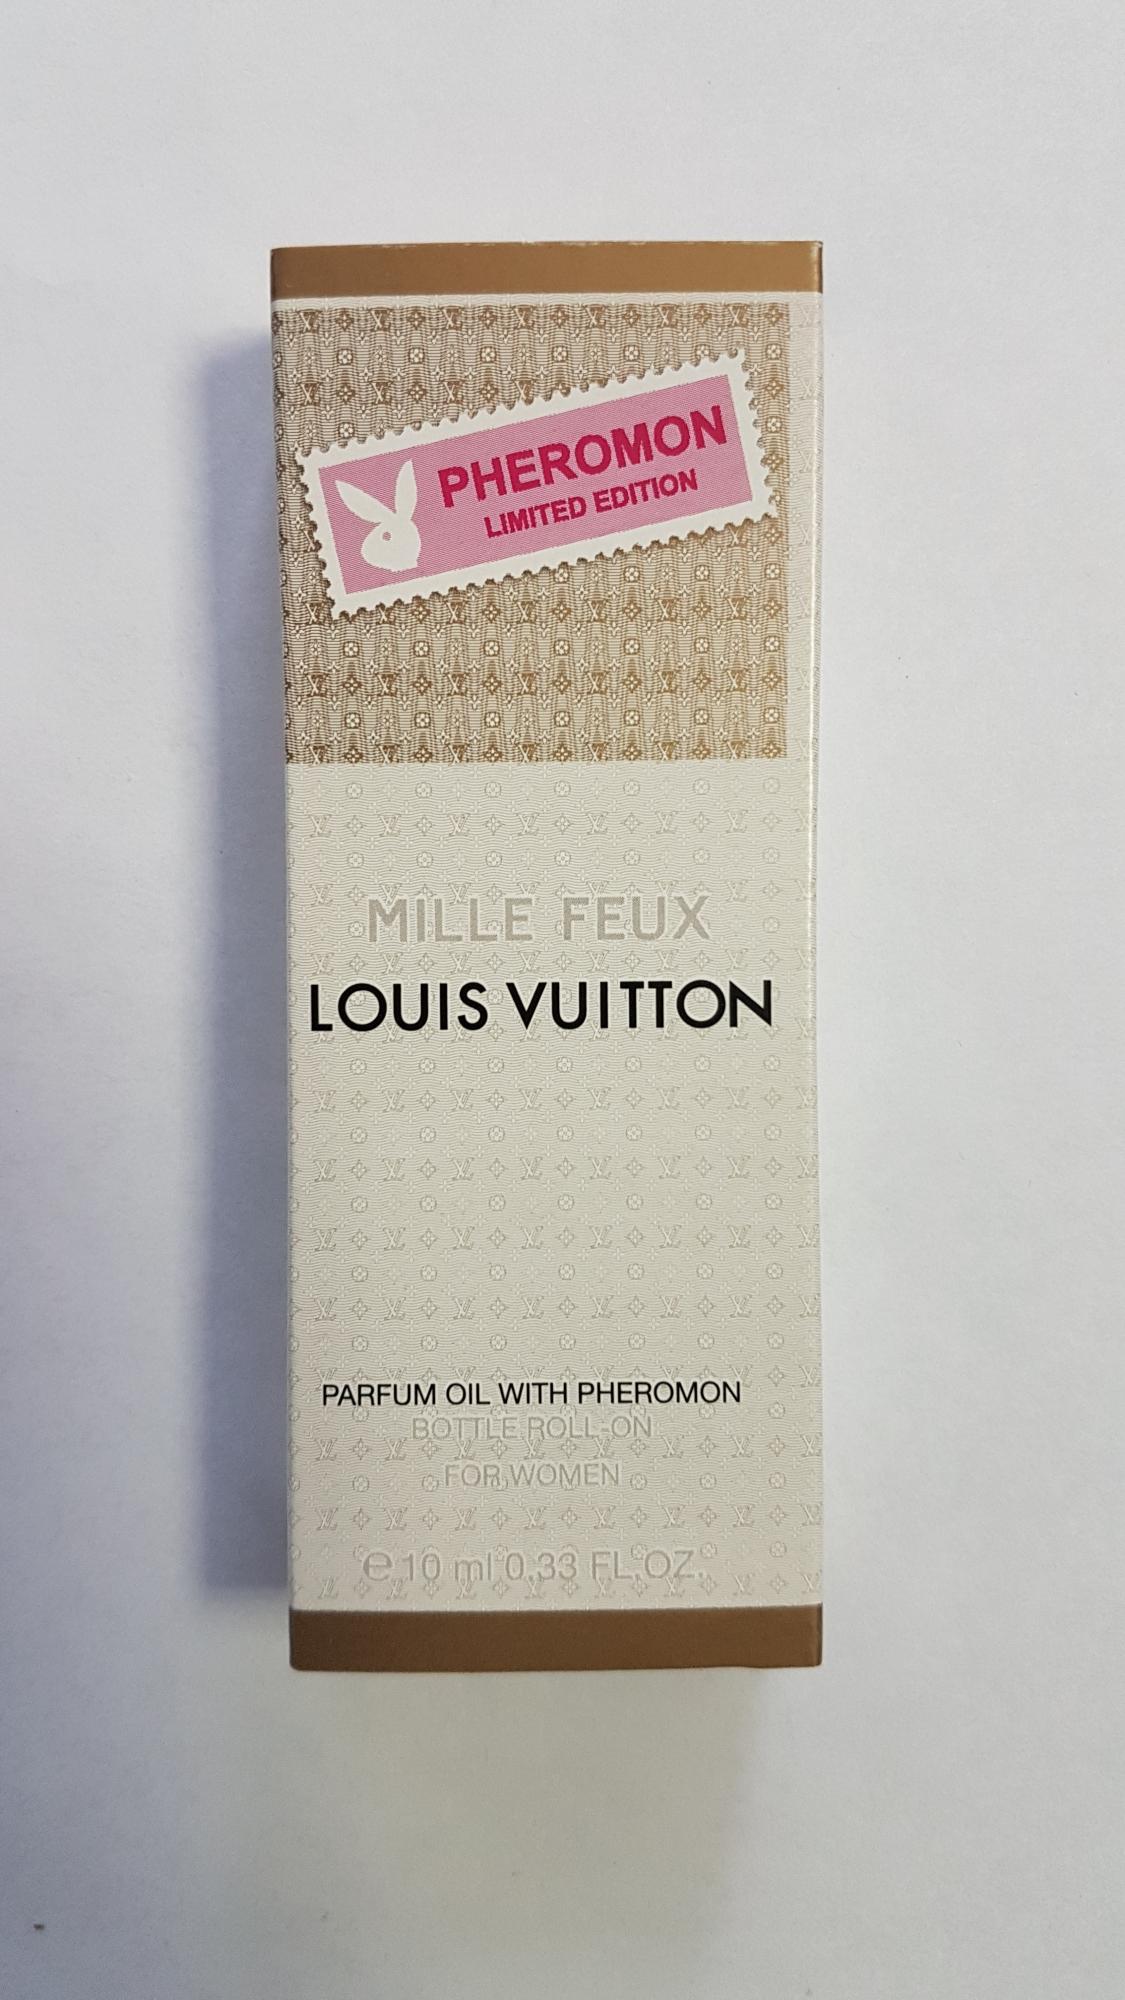 PHEROMON
LIMITED EDITION
MILLE FEUX
LOUIS VUITTON
PARFUM OIL WITH PHEROMON
BOTTLE ROLL-ON
FOR WOMEN
℮ 10 ml 0.33 FL.OZ.